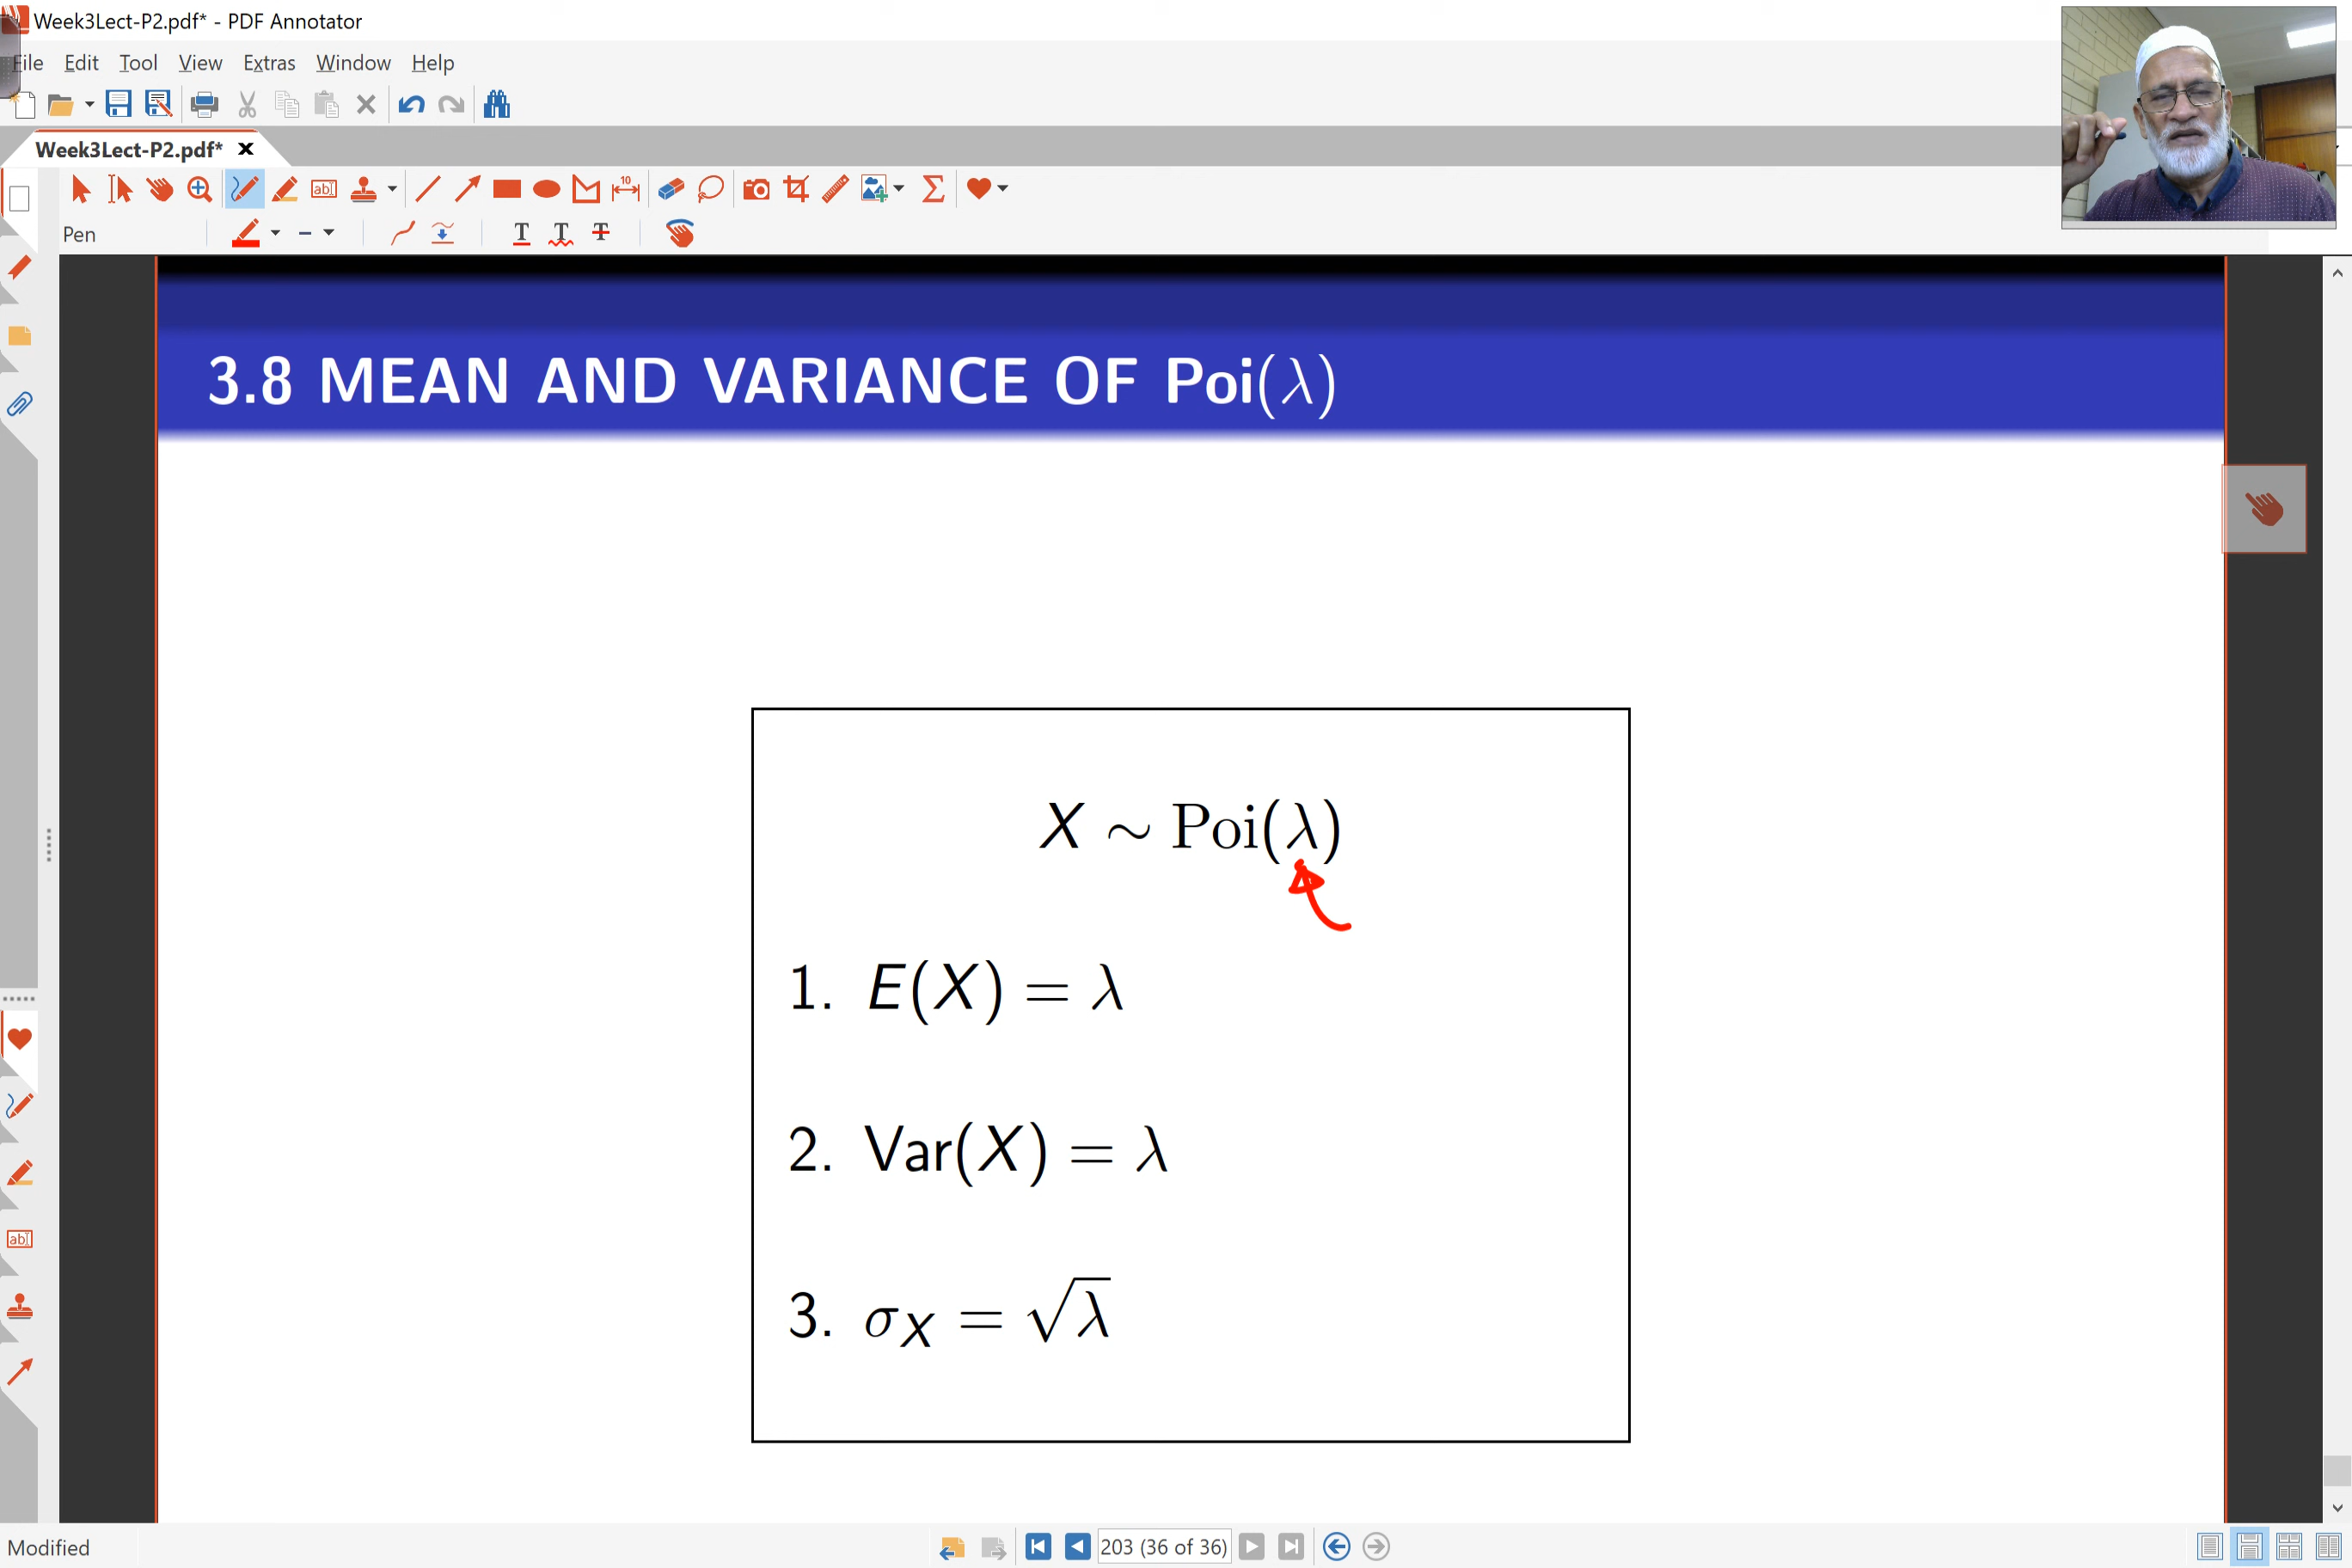 Week3Lect-P2.pdf* - PDF Annotator
File Edit Tool View Extras Window Help
Week3Lect-P2.pdf* x
Pen
3.8 MEAN AND VARIANCE OF Poi(λ)
X ∼ Poi(λ)
1. E(X) = λ
2. Var(X) = λ
3. σ_X = √λ
Modified 203 (36 of 36)